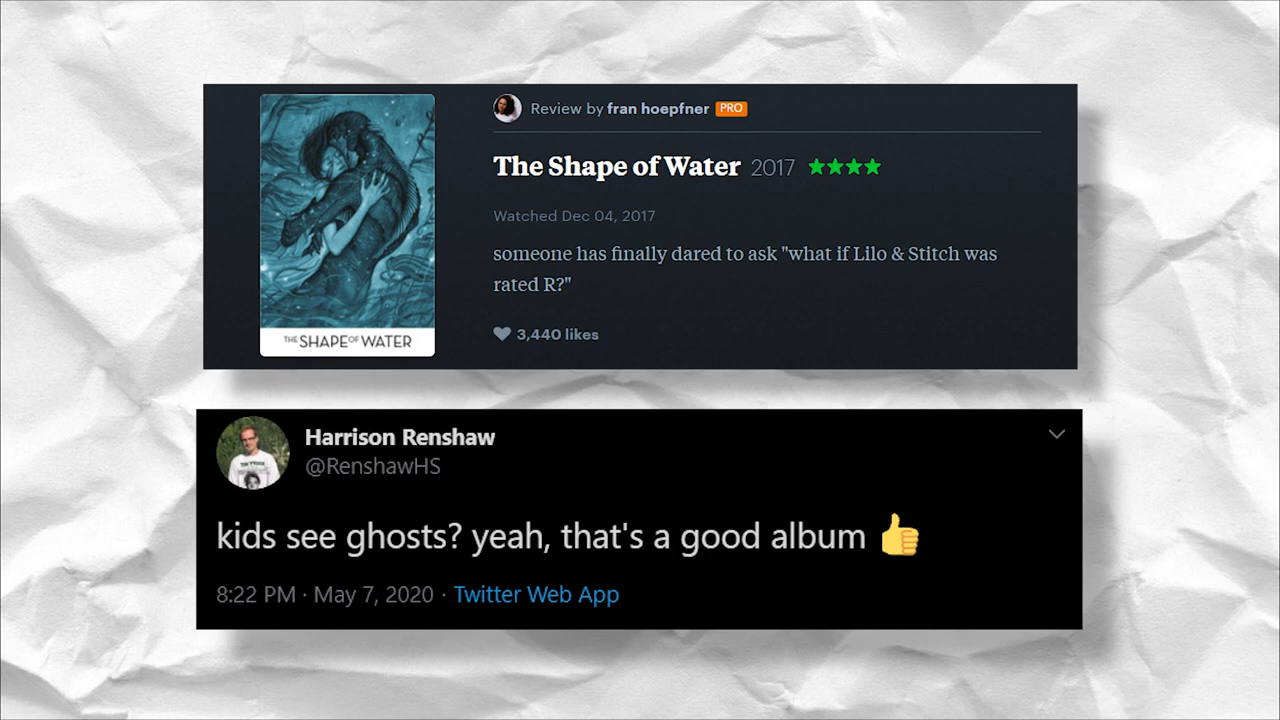 Review by fran hoepfner PRO
The Shape of Water 2017 ★★★★
Watched Dec 04, 2017
someone has finally dared to ask "what if Lilo & Stitch was
rated R?"
3,440 likes
THE SHAPE OF WATER
Harrison Renshaw
@RenshawHS
kids see ghosts? yeah, that's a good album 👍
8:22 PM · May 7, 2020 · Twitter Web App